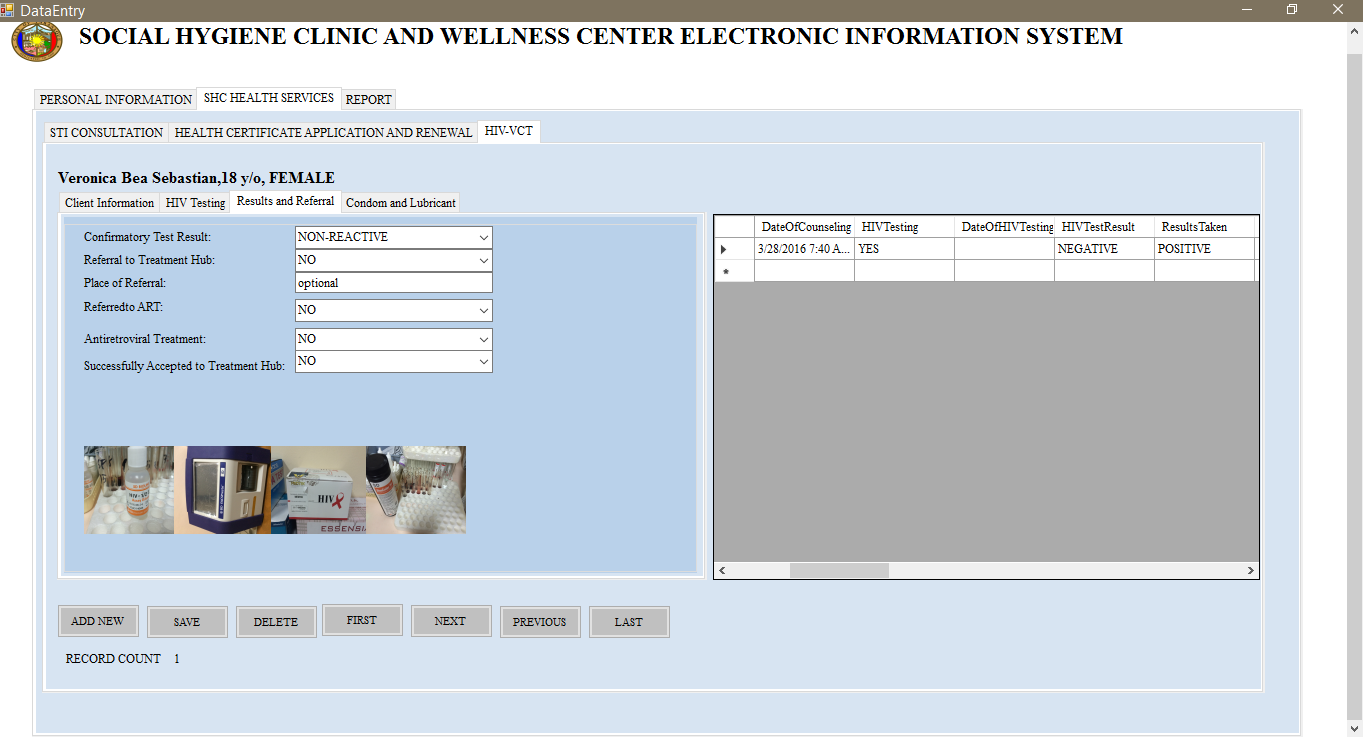 DataEntry
SOCIAL HYGIENE CLINIC AND WELLNESS CENTER ELECTRONIC INFORMATION SYSTEM
PERSONAL INFORMATION SHC HEALTH SERVICES REPORT
STI CONSULTATION HEALTH CERTIFICATE APPLICATION AND RENEWAL HIV-VCT
Veronica Bea Sebastian,18 y/o, FEMALE
Client Information HIV Testing Results and Referral Condom and Lubricant
Confirmatory Test Result: NON-REACTIVE
Referral to Treatment Hub: NO
Place of Referral: optional
Referredto ART: NO
Antiretroviral Treatment: NO
Successfully Accepted to Treatment Hub: NO
DateOfCounseling HIVTesting DateOfHIVTesting HIVTestResult ResultsTaken
3/28/2016 7:40 A... YES NEGATIVE POSITIVE
HIV
ESSENSI
ADD NEW SAVE DELETE FIRST NEXT PREVIOUS LAST
RECORD COUNT 1